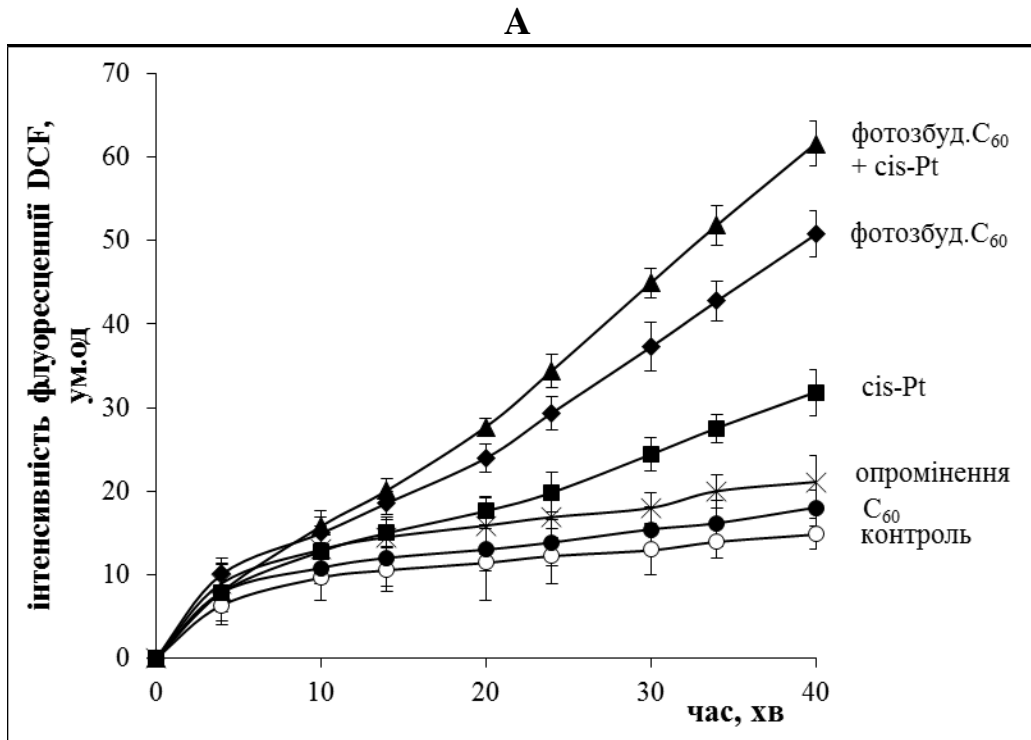 А
інтенсивність флуоресценції DCF,
ум.од
70
60
50
40
30
20
10
0
0
10
20
30
40
час, хв
фотозбуд.C₆₀
+ cis-Pt
фотозбуд.C₆₀
cis-Pt
опромінення
C₆₀
контроль